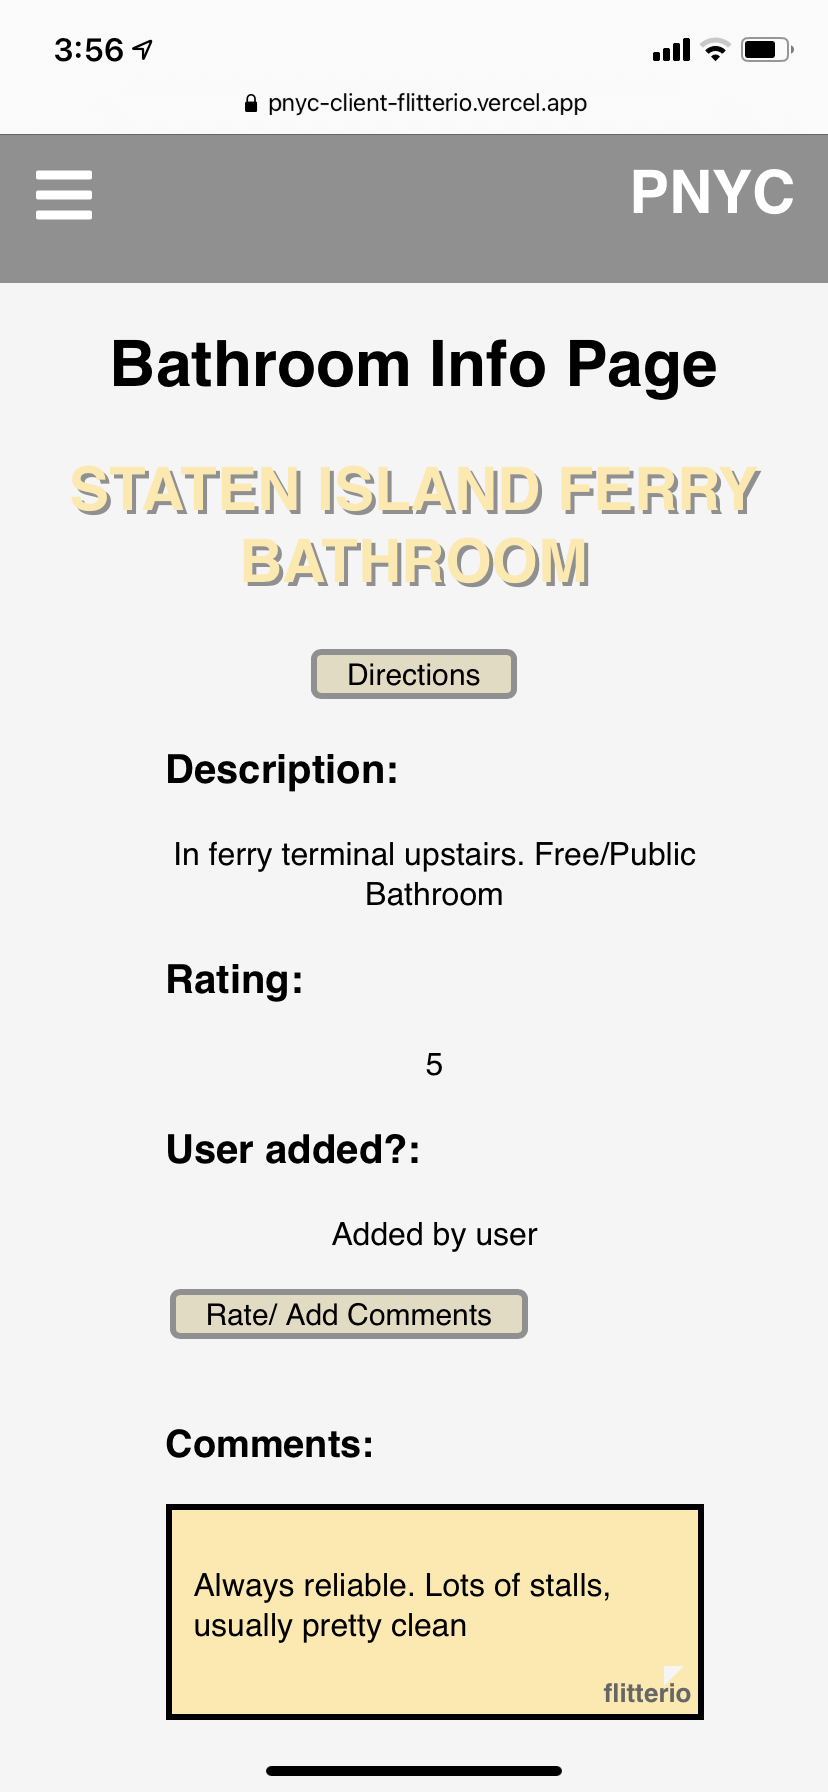 3:56
pnyc-client-flitterio.vercel.app
PNYC
Bathroom Info Page
STATEN ISLAND FERRY
BATHROOM
Directions
Description:
In ferry terminal upstairs. Free/Public
Bathroom
Rating:
5
User added?:
Added by user
Rate/ Add Comments
Comments:
Always reliable. Lots of stalls,
usually pretty clean
flitterio